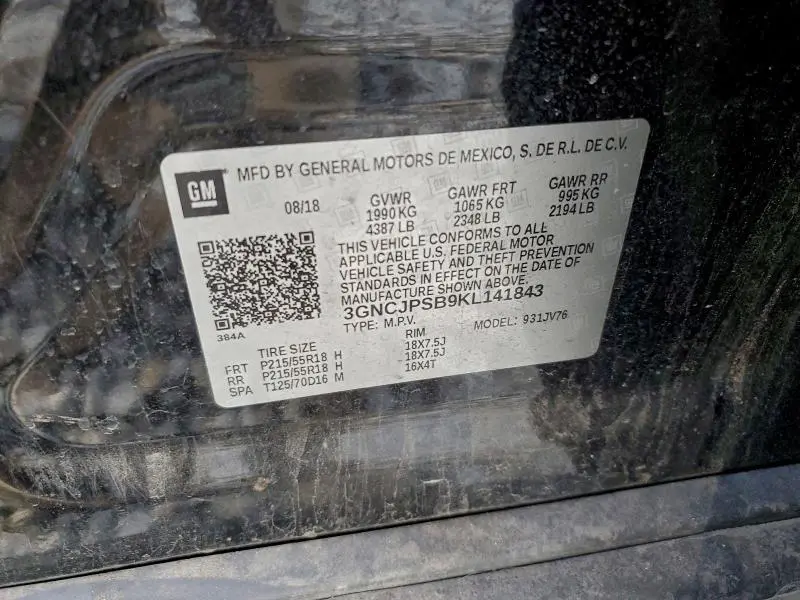 GM
MFD BY GENERAL MOTORS DE MEXICO, S. DE R.L. DE C.V.
08/18 GVWR GAWR FRT GAWR RR
1990 KG 1065 KG 995 KG
4387 LB 2348 LB 2194 LB
THIS VEHICLE CONFORMS TO ALL
APPLICABLE U.S. FEDERAL MOTOR
VEHICLE SAFETY AND THEFT PREVENTION
STANDARDS IN EFFECT ON THE DATE OF
MANUFACTURE SHOWN ABOVE.
3GNCJPSB9KL141843
384A TYPE: M.P.V. MODEL: 931JV76
TIRE SIZE RIM
FRT P215/55R18 H 18X7.5J
RR P215/55R18 H 18X7.5J
SPA T125/70D16 M 16X4T